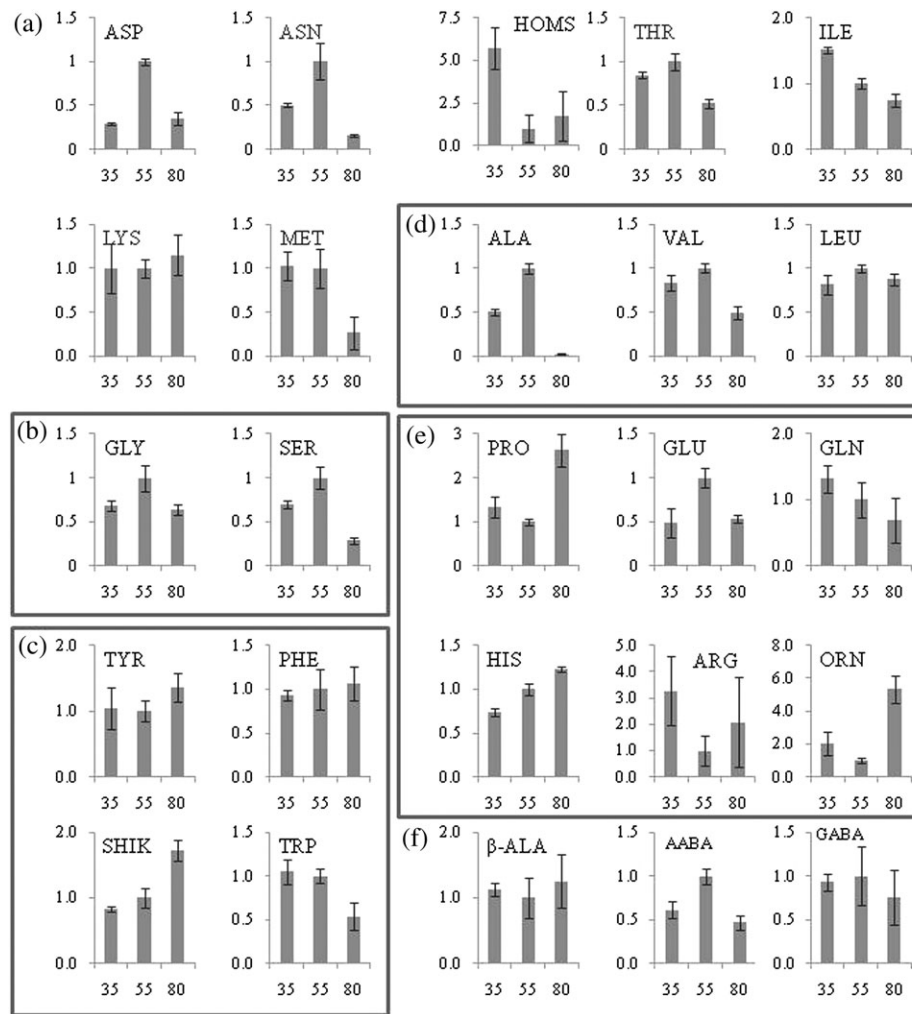 (a)
ASP
1.5
1
0.5
0
35 55 80
ASN
1.5
1
0.5
0
35 55 80
HOMS
7.5
5.0
2.5
0.0
35 55 80
THR
1.5
1
0.5
0
35 55 80
ILE
2.0
1.0
0.0
35 55 80
LYS
1.5
1.0
0.5
0.0
35 55 80
MET
1.5
1.0
0.5
0.0
35 55 80
(d)
ALA
1.5
1
0.5
0
35 55 80
VAL
1.5
1
0.5
0
35 55 80
LEU
1.5
1
0.5
0
35 55 80
(b)
GLY
1.5
1
0.5
0
35 55 80
SER
1.5
1
0.5
0
35 55 80
(e)
PRO
3
2
1
0
35 55 80
GLU
1.5
1
0.5
0
35 55 80
GLN
2.0
1.0
0.0
35 55 80
HIS
1.5
1
0.5
0
35 55 80
ARG
5.0
4.0
3.0
2.0
1.0
0.0
35 55 80
ORN
8.0
6.0
4.0
2.0
0.0
35 55 80
(c)
TYR
2.0
1.0
0.0
35 55 80
PHE
1.5
1.0
0.5
0.0
35 55 80
SHIK
2.0
1.0
0.0
35 55 80
TRP
1.5
1.0
0.5
0.0
35 55 80
(f)
β-ALA
2.0
1.0
0.0
35 55 80
AABA
1.5
1
0.5
0.0
35 55 80
GABA
1.5
1.0
0.5
0.0
35 55 80